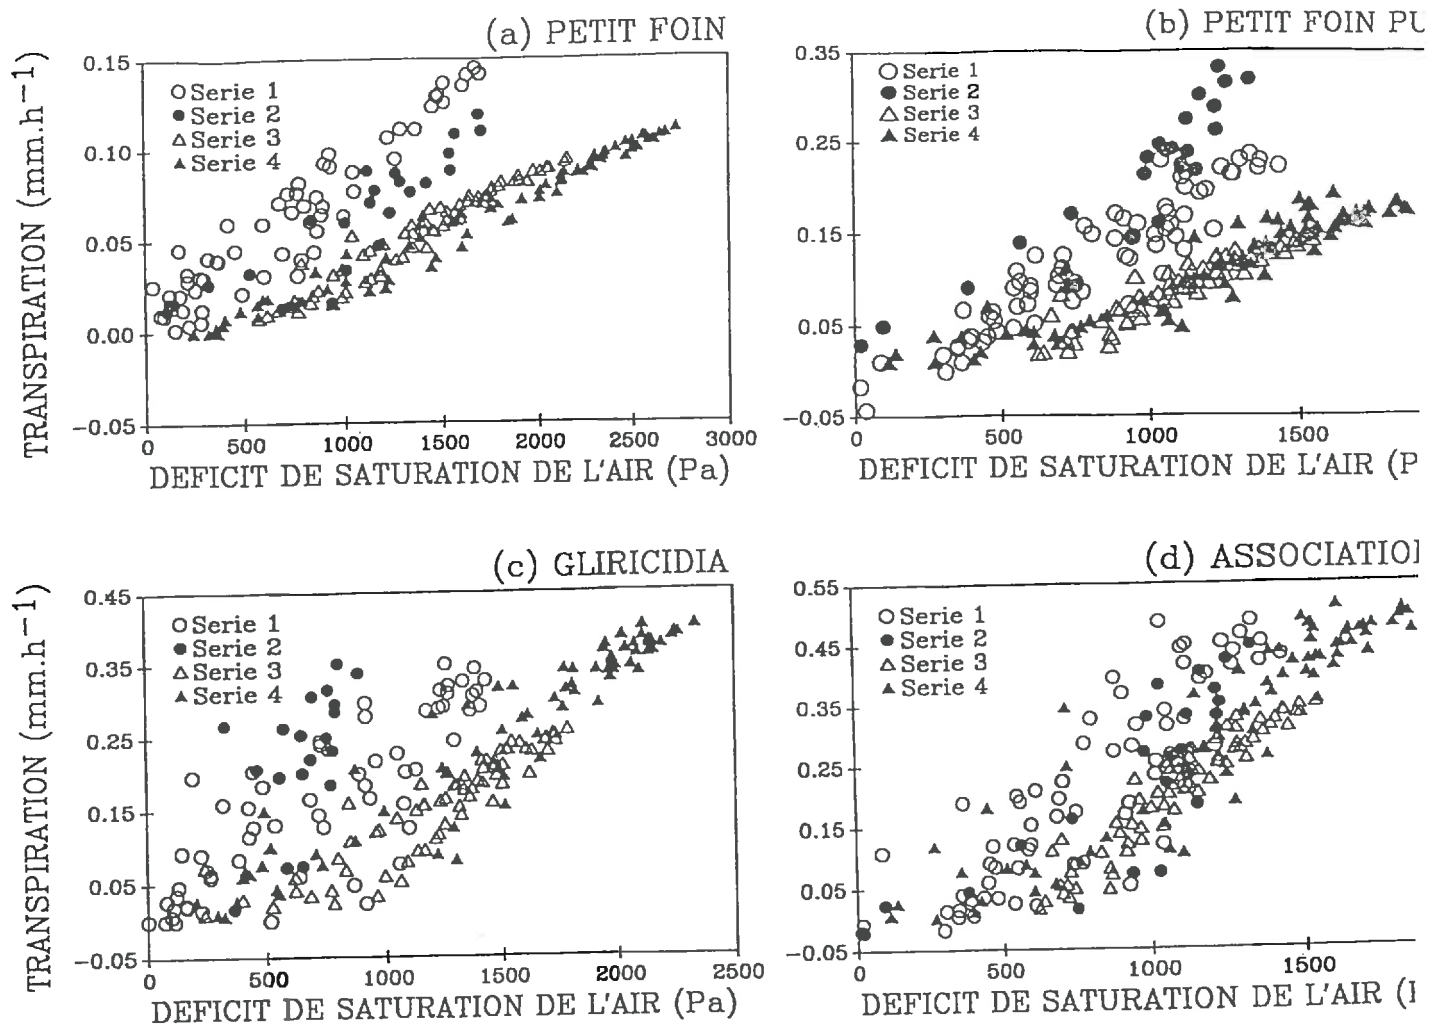 (a) PETIT FOIN
TRANSPIRATION (mm.h−1)
0.15
0.10
0.05
0.00
−0.05
○ Serie 1
● Serie 2
△ Serie 3
▲ Serie 4
0 500 1000 1500 2000 2500 3000
DEFICIT DE SATURATION DE L'AIR (Pa)
(b) PETIT FOIN PU
0.35
0.25
0.15
0.05
−0.05
○ Serie 1
● Serie 2
△ Serie 3
▲ Serie 4
0 500 1000 1500
DEFICIT DE SATURATION DE L'AIR (P
(c) GLIRICIDIA
TRANSPIRATION (mm.h−1)
0.45
0.35
0.25
0.15
0.05
−0.05
○ Serie 1
● Serie 2
△ Serie 3
▲ Serie 4
0 500 1000 1500 2000 2500
DEFICIT DE SATURATION DE L'AIR (Pa)
(d) ASSOCIATIO
0.55
0.45
0.35
0.25
0.15
0.05
−0.05
○ Serie 1
● Serie 2
△ Serie 3
▲ Serie 4
0 500 1000 1500
DEFICIT DE SATURATION DE L'AIR (